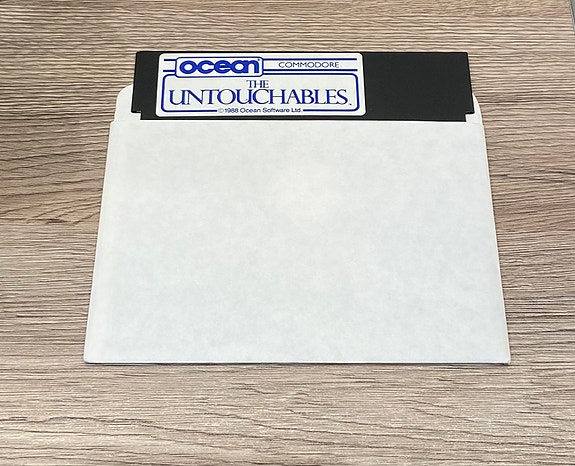 ocean COMMODORE
THE
UNTOUCHABLES.
©1988 Ocean Software Ltd.